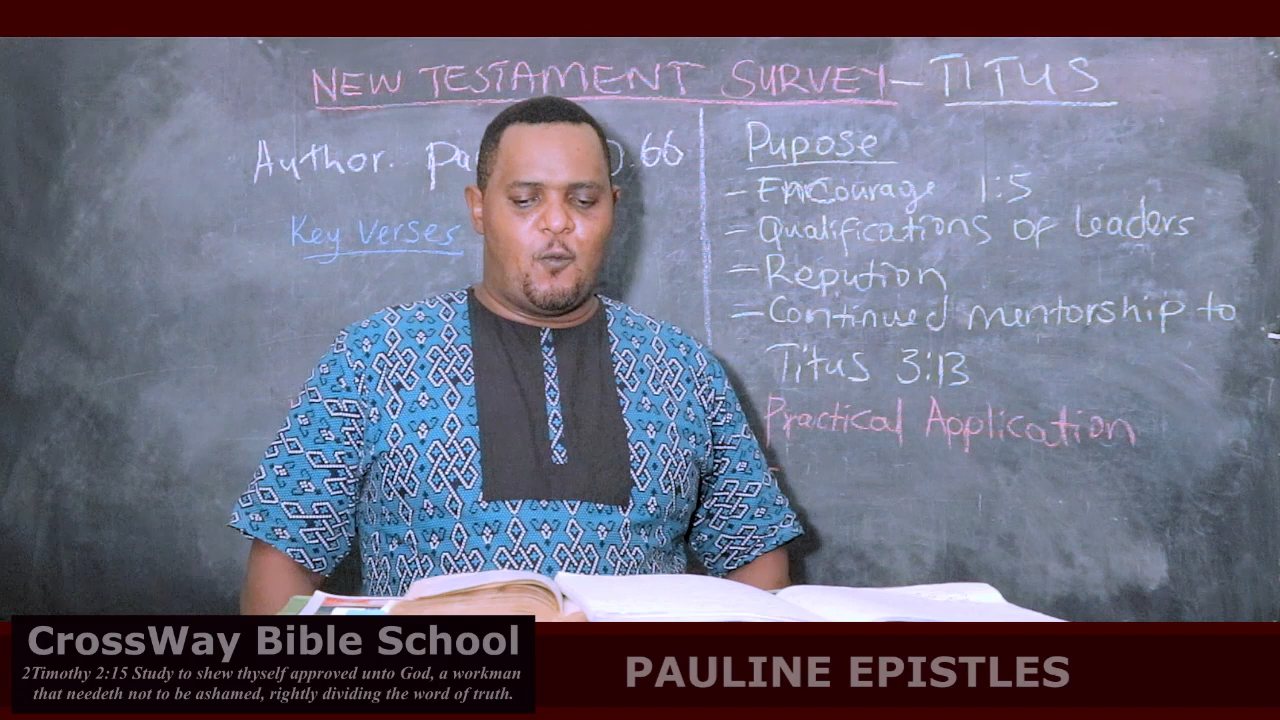 NEW TESTAMENT SURVEY - TITUS
Author. Pa .66
Key Verses
Pupose
- Encourage 1:5
- Qualifications of leaders
- Repution
- Continued mentorship to
Titus 3:13
Practical Application
CrossWay Bible School
2Timothy 2:15 Study to shew thyself approved unto God, a workman
that needeth not to be ashamed, rightly dividing the word of truth.
PAULINE EPISTLES